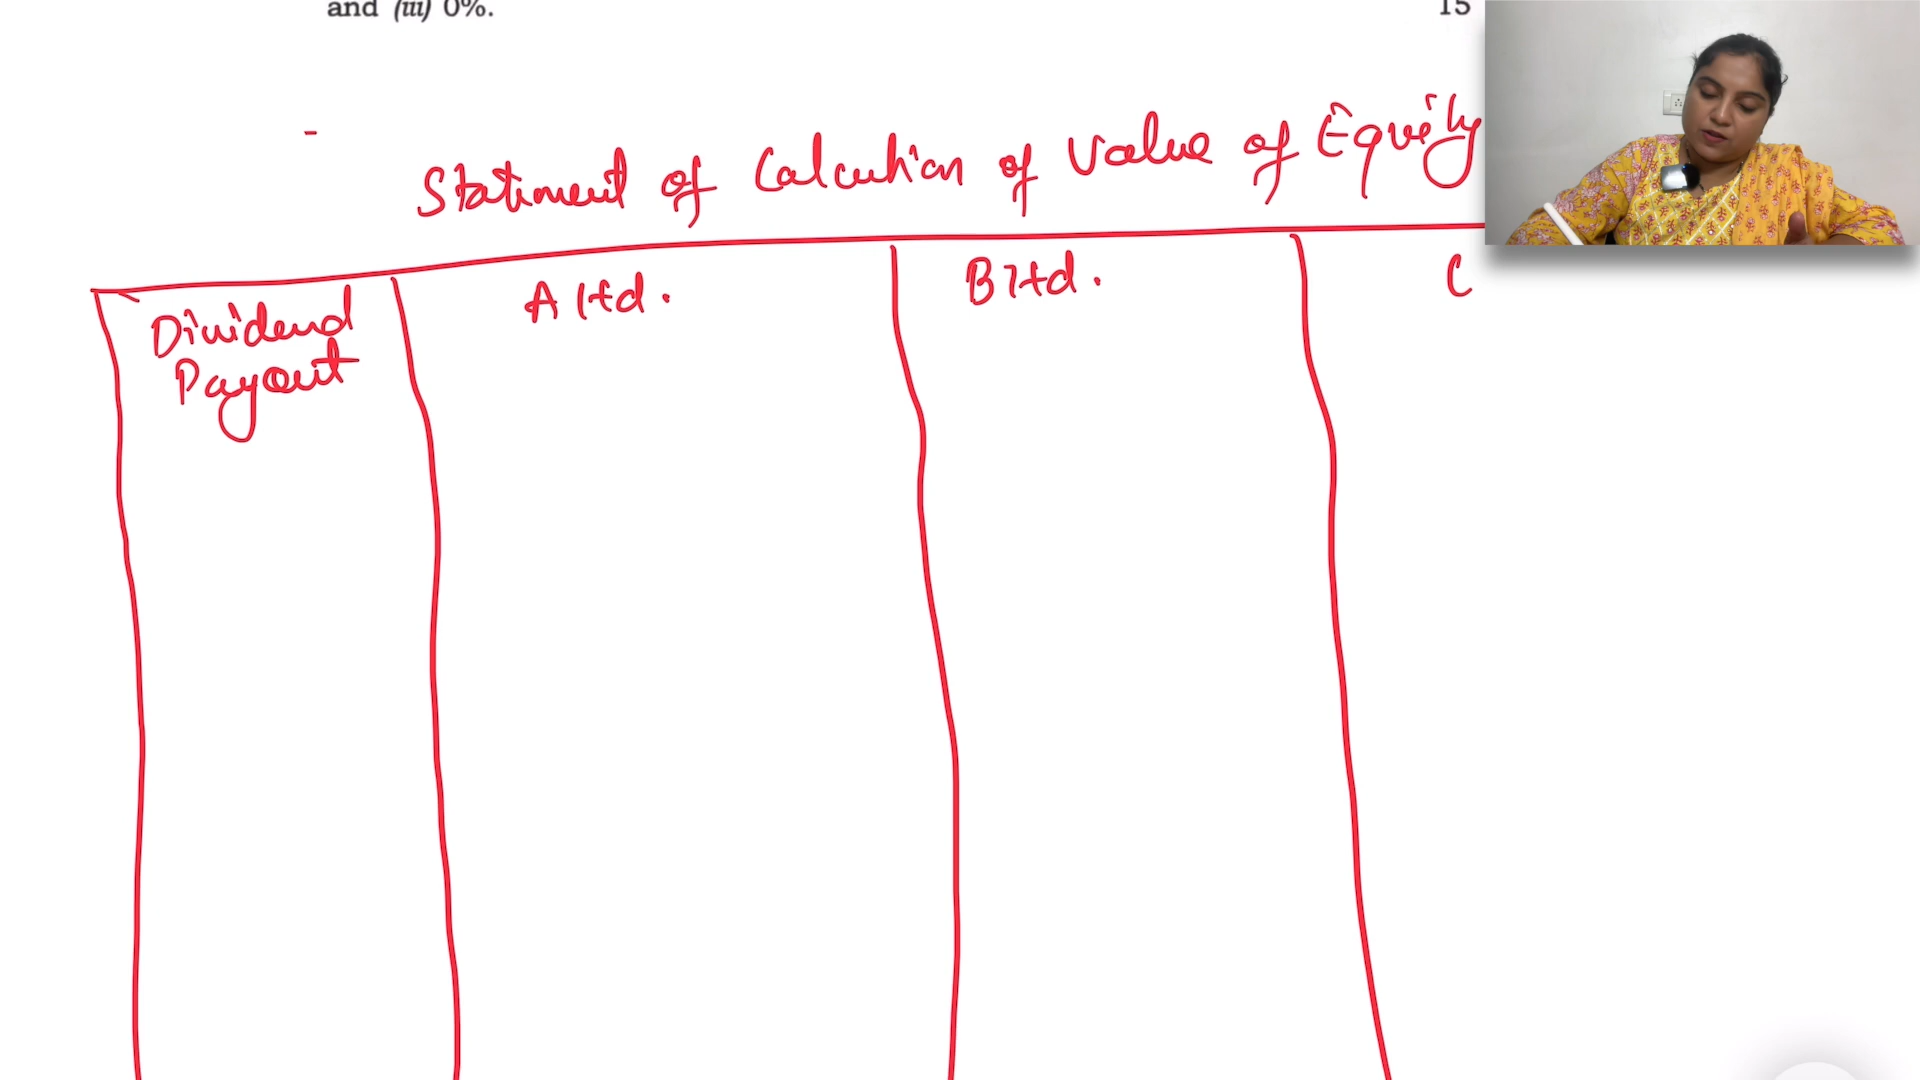 and (iii) 0%.
15
Statement of Calculation of Value of Equity
Dividend
Payout
A ltd.
B ltd.
C